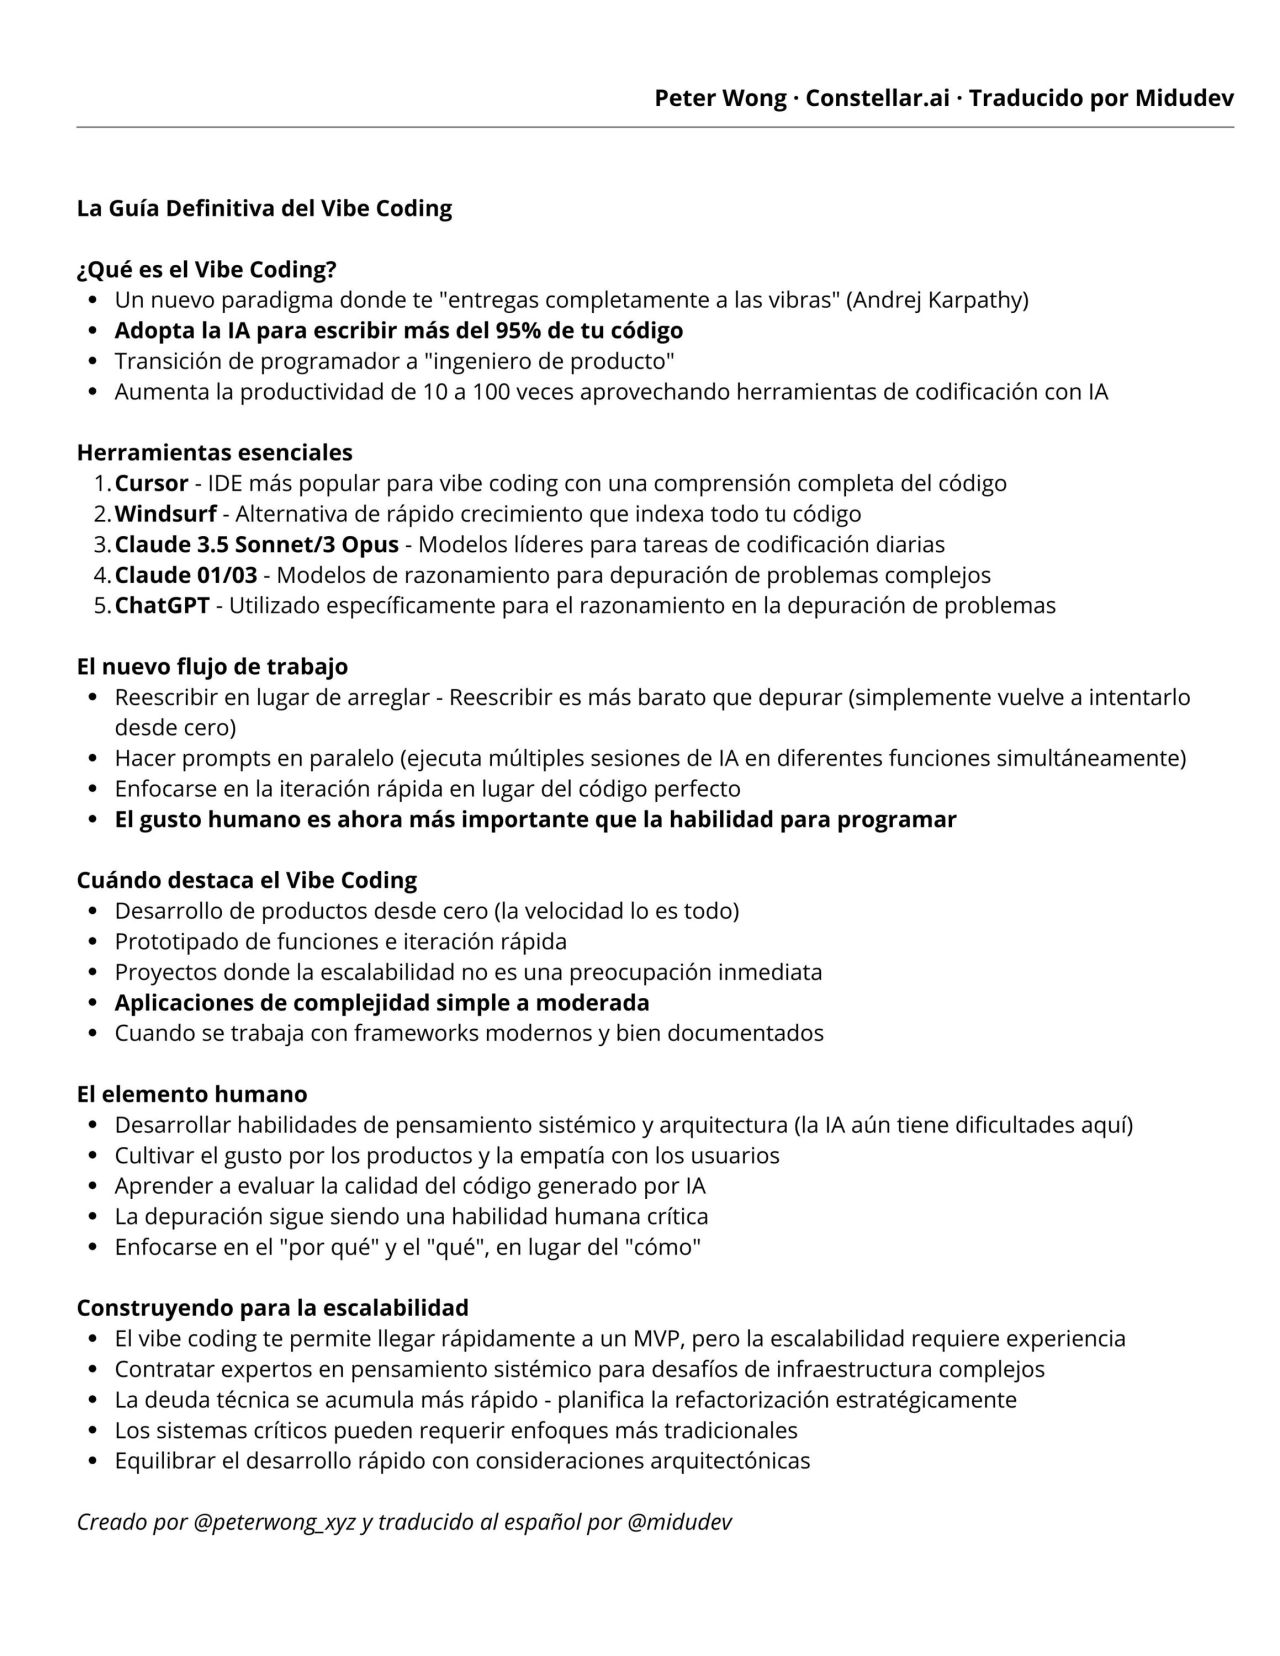 Peter Wong · Constellar.ai · Traducido por Midudev
La Guía Definitiva del Vibe Coding
¿Qué es el Vibe Coding?
• Un nuevo paradigma donde te "entregas completamente a las vibras" (Andrej Karpathy)
• Adopta la IA para escribir más del 95% de tu código
• Transición de programador a "ingeniero de producto"
• Aumenta la productividad de 10 a 100 veces aprovechando herramientas de codificación con IA
Herramientas esenciales
1. Cursor - IDE más popular para vibe coding con una comprensión completa del código
2. Windsurf - Alternativa de rápido crecimiento que indexa todo tu código
3. Claude 3.5 Sonnet/3 Opus - Modelos líderes para tareas de codificación diarias
4. Claude 01/03 - Modelos de razonamiento para depuración de problemas complejos
5. ChatGPT - Utilizado específicamente para el razonamiento en la depuración de problemas
El nuevo flujo de trabajo
• Reescribir en lugar de arreglar - Reescribir es más barato que depurar (simplemente vuelve a intentarlo
desde cero)
• Hacer prompts en paralelo (ejecuta múltiples sesiones de IA en diferentes funciones simultáneamente)
• Enfocarse en la iteración rápida en lugar del código perfecto
• El gusto humano es ahora más importante que la habilidad para programar
Cuándo destaca el Vibe Coding
• Desarrollo de productos desde cero (la velocidad lo es todo)
• Prototipado de funciones e iteración rápida
• Proyectos donde la escalabilidad no es una preocupación inmediata
• Aplicaciones de complejidad simple a moderada
• Cuando se trabaja con frameworks modernos y bien documentados
El elemento humano
• Desarrollar habilidades de pensamiento sistémico y arquitectura (la IA aún tiene dificultades aquí)
• Cultivar el gusto por los productos y la empatía con los usuarios
• Aprender a evaluar la calidad del código generado por IA
• La depuración sigue siendo una habilidad humana crítica
• Enfocarse en el "por qué" y el "qué", en lugar del "cómo"
Construyendo para la escalabilidad
• El vibe coding te permite llegar rápidamente a un MVP, pero la escalabilidad requiere experiencia
• Contratar expertos en pensamiento sistémico para desafíos de infraestructura complejos
• La deuda técnica se acumula más rápido - planifica la refactorización estratégicamente
• Los sistemas críticos pueden requerir enfoques más tradicionales
• Equilibrar el desarrollo rápido con consideraciones arquitectónicas
Creado por @peterwong_xyz y traducido al español por @midudev